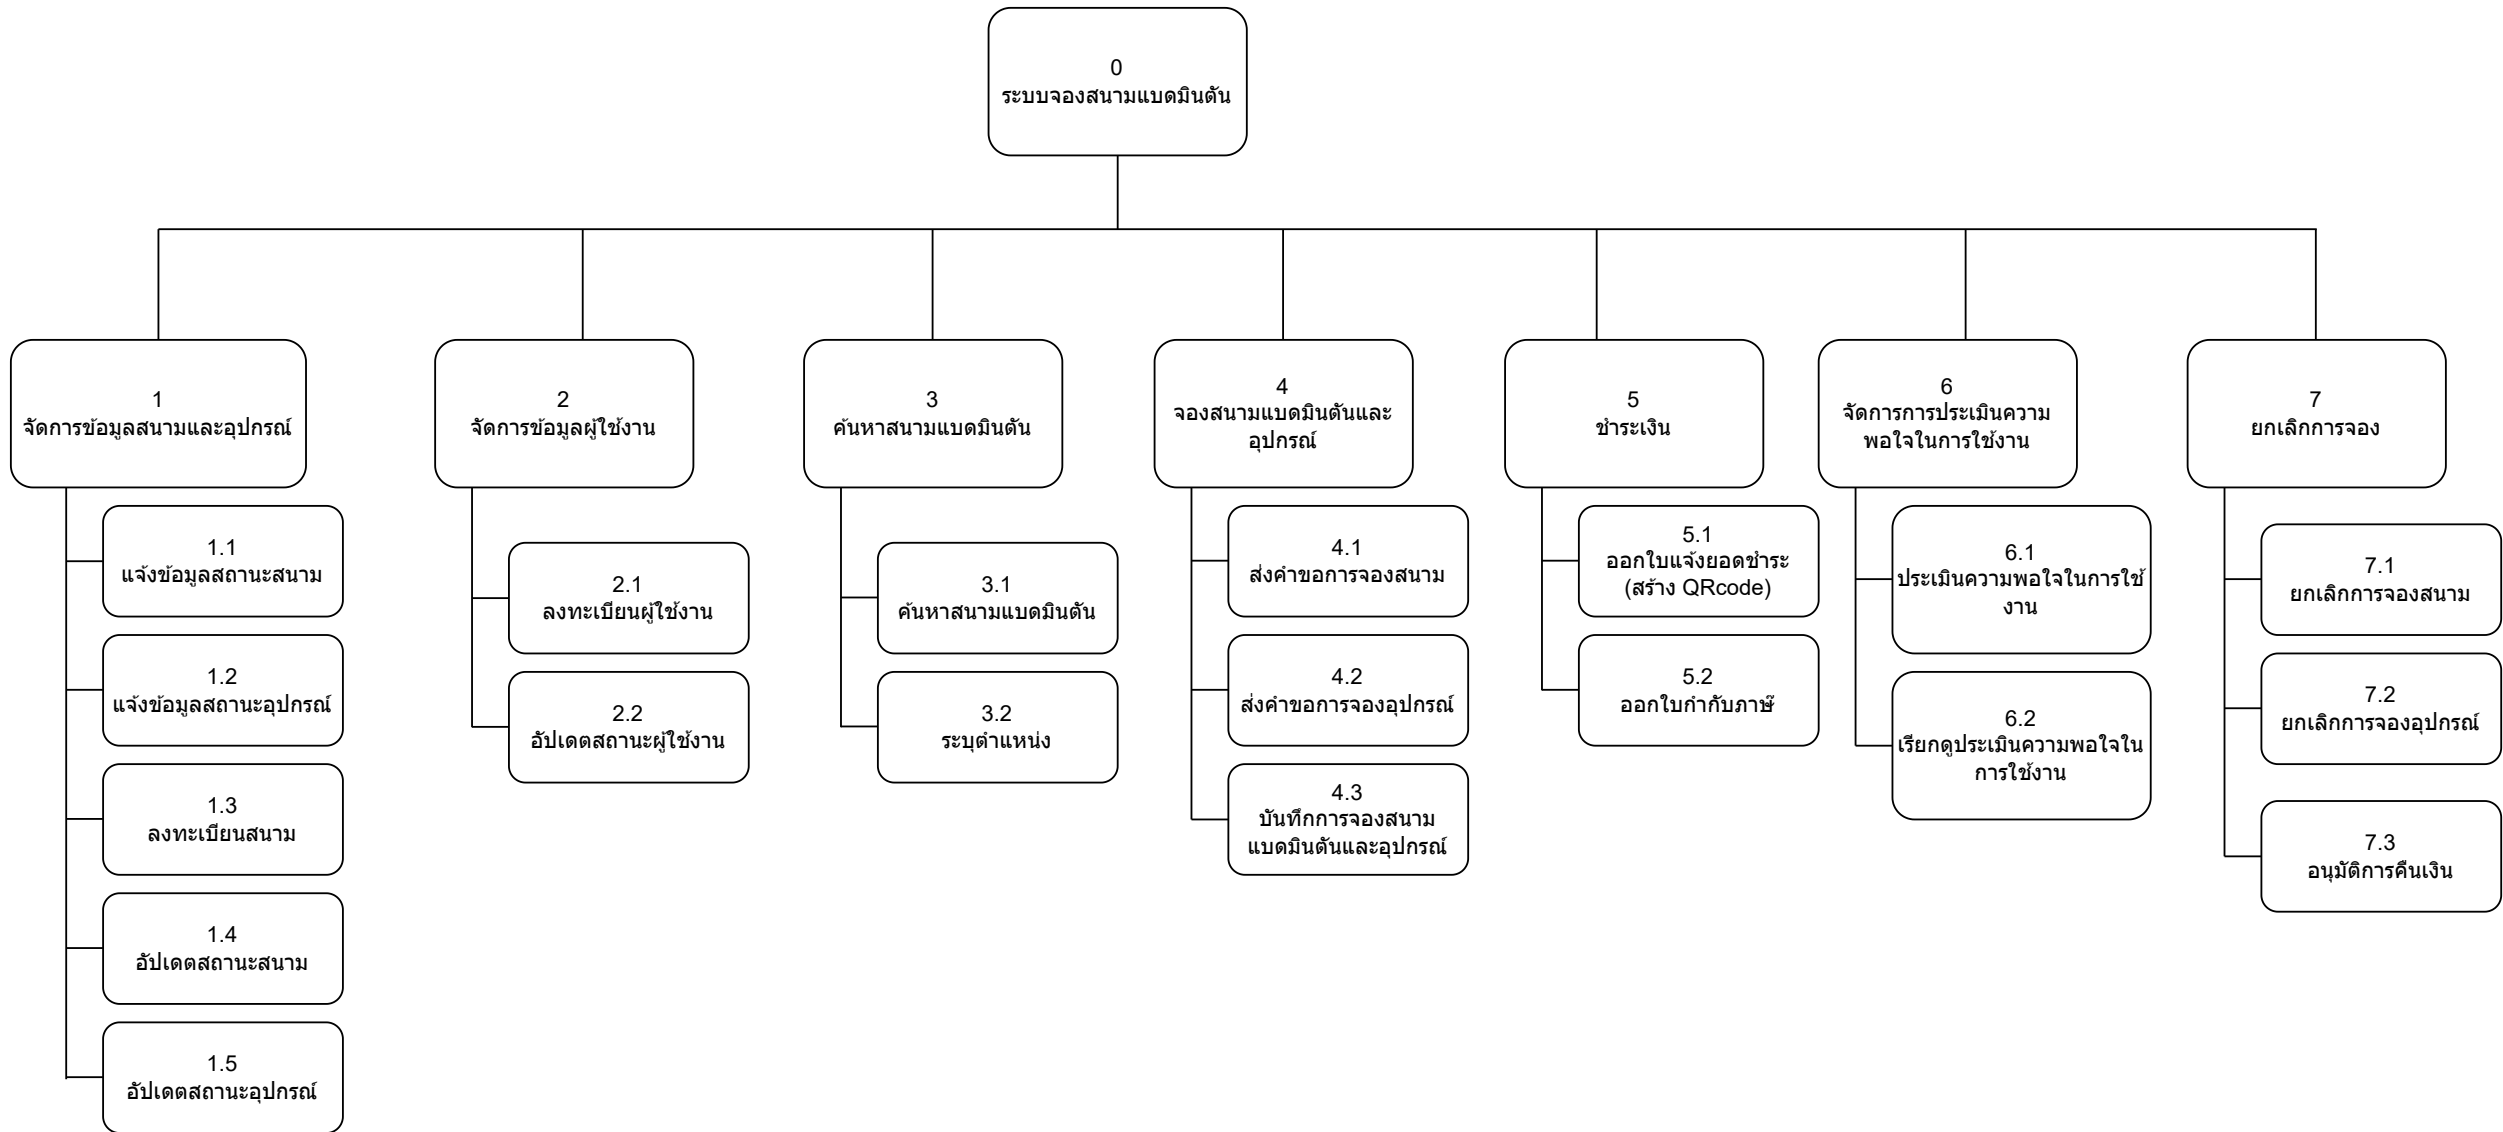 0
ระบบจองสนามแบดมินตัน
1
จัดการข้อมูลสนามและอุปกรณ์
2
จัดการข้อมูลผู้ใช้งาน
3
ค้นหาสนามแบดมินตัน
4
จองสนามแบดมินตันและ
อุปกรณ์
5
ชำระเงิน
6
จัดการการประเมินความ
พอใจในการใช้งาน
7
ยกเลิกการจอง
1.1
แจ้งข้อมูลสถานะสนาม
1.2
แจ้งข้อมูลสถานะอุปกรณ์
1.3
ลงทะเบียนสนาม
1.4
อัปเดตสถานะสนาม
1.5
อัปเดตสถานะอุปกรณ์
2.1
ลงทะเบียนผู้ใช้งาน
2.2
อัปเดตสถานะผู้ใช้งาน
3.1
ค้นหาสนามแบดมินตัน
3.2
ระบุตำแหน่ง
4.1
ส่งคำขอการจองสนาม
4.2
ส่งคำขอการจองอุปกรณ์
4.3
บันทึกการจองสนาม
แบดมินตันและอุปกรณ์
5.1
ออกใบแจ้งยอดชำระ
(สร้าง QRcode)
5.2
ออกใบกำกับภาษ๊
6.1
ประเมินความพอใจในการใช้
งาน
6.2
เรียกดูประเมินความพอใจใน
การใช้งาน
7.1
ยกเลิกการจองสนาม
7.2
ยกเลิกการจองอุปกรณ์
7.3
อนุมัติการคืนเงิน